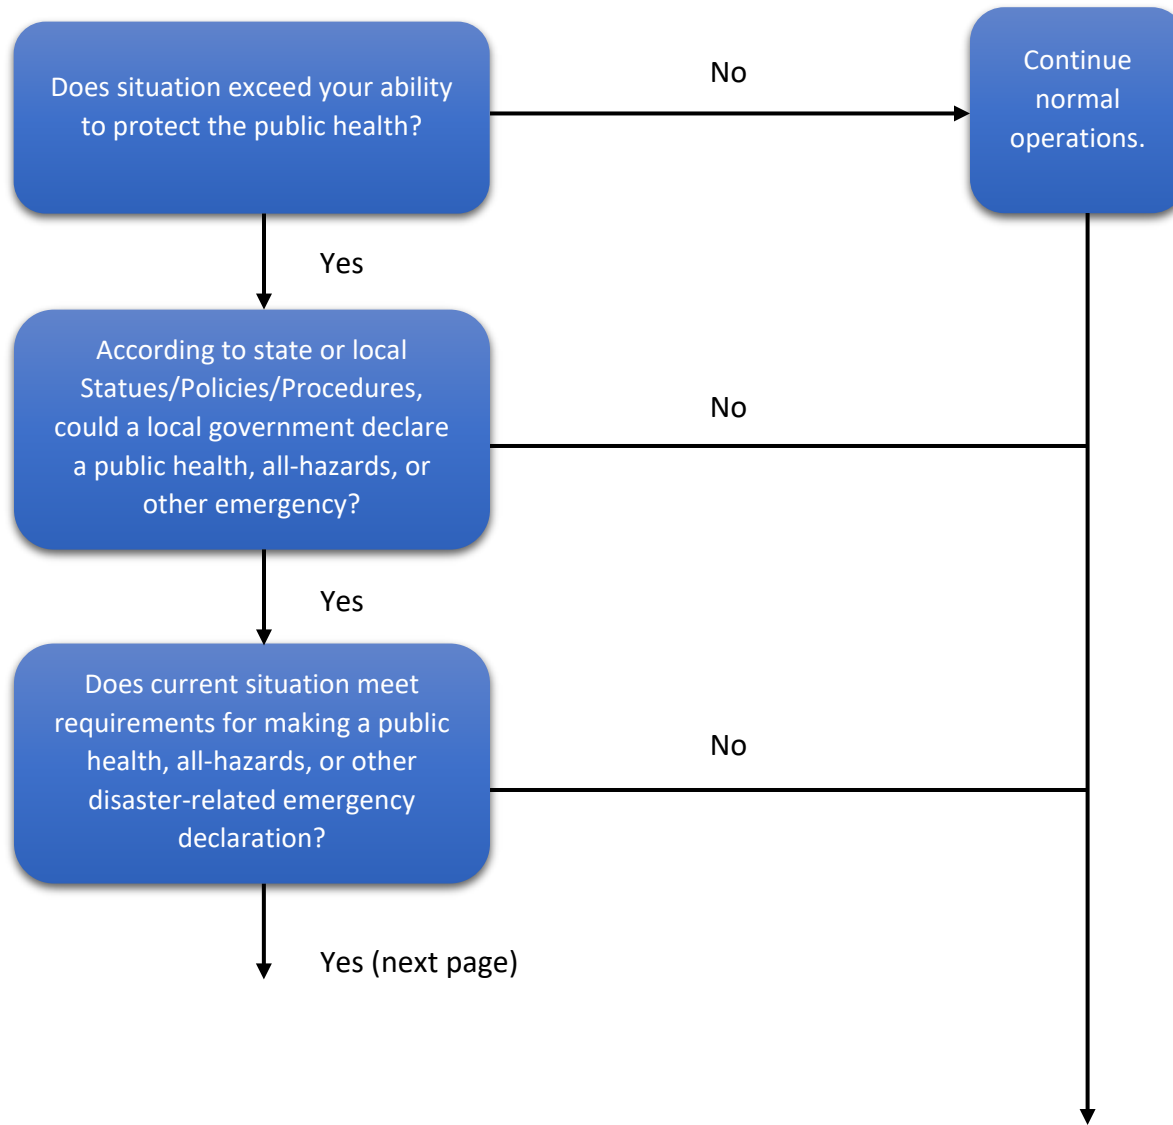 Does situation exceed your ability
to protect the public health?
No
Continue
normal
operations.
Yes
According to state or local
Statues/Policies/Procedures,
could a local government declare
a public health, all-hazards, or
other emergency?
No
Yes
Does current situation meet
requirements for making a public
health, all-hazards, or other
disaster-related emergency
declaration?
No
Yes (next page)